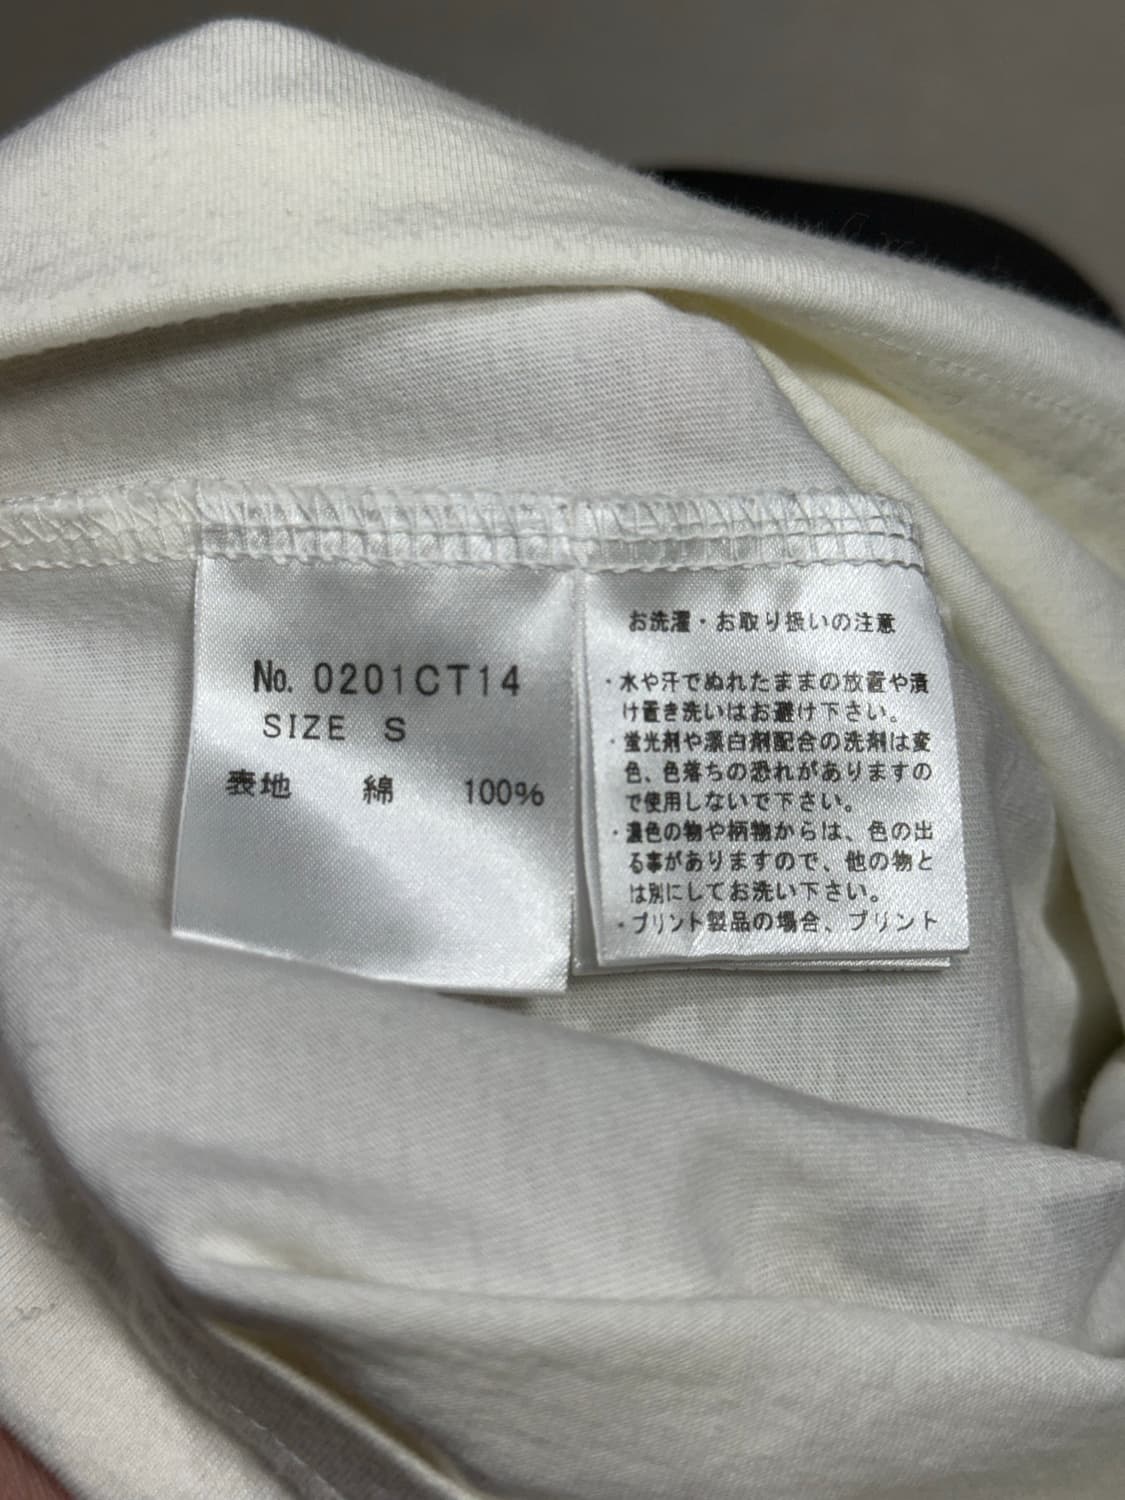 No. 0201CT14
SIZE S
表地 綿 100%
お洗濯・お取り扱いの注意
・水や汗でぬれたままの放置や漬
け置き洗いはお避け下さい。
・蛍光剤や漂白剤配合の洗剤は変
色、色落ちの恐れがありますの
で使用しないで下さい。
・濃色の物や柄物からは、色の出
る事がありますので、他の物と
は別にしてお洗い下さい。
・プリント製品の場合、プリント